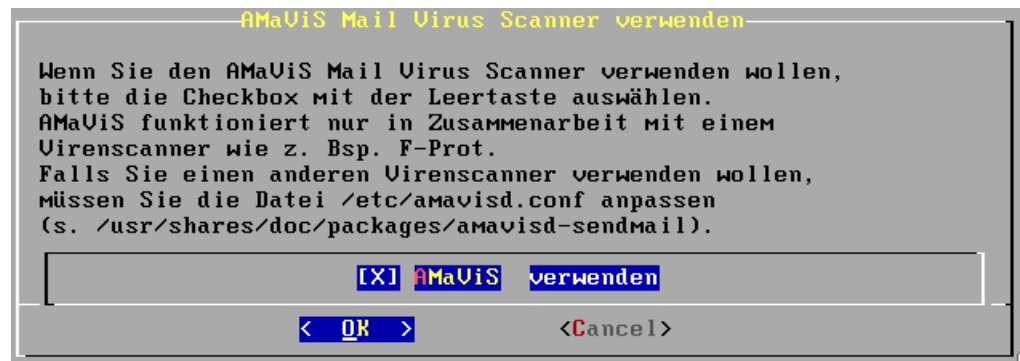 AMaViS Mail Virus Scanner verwenden
Wenn Sie den AMaViS Mail Virus Scanner verwenden wollen,
bitte die Checkbox mit der Leertaste auswählen.
AMaViS funktioniert nur in Zusammenarbeit mit einem
Virenscanner wie z. Bsp. F-Prot.
Falls Sie einen anderen Virenscanner verwenden wollen,
müssen Sie die Datei /etc/amavisd.conf anpassen
(s. /usr/shares/doc/packages/amavisd-sendmail).
[X] AMaViS verwenden
< OK > <Cancel>